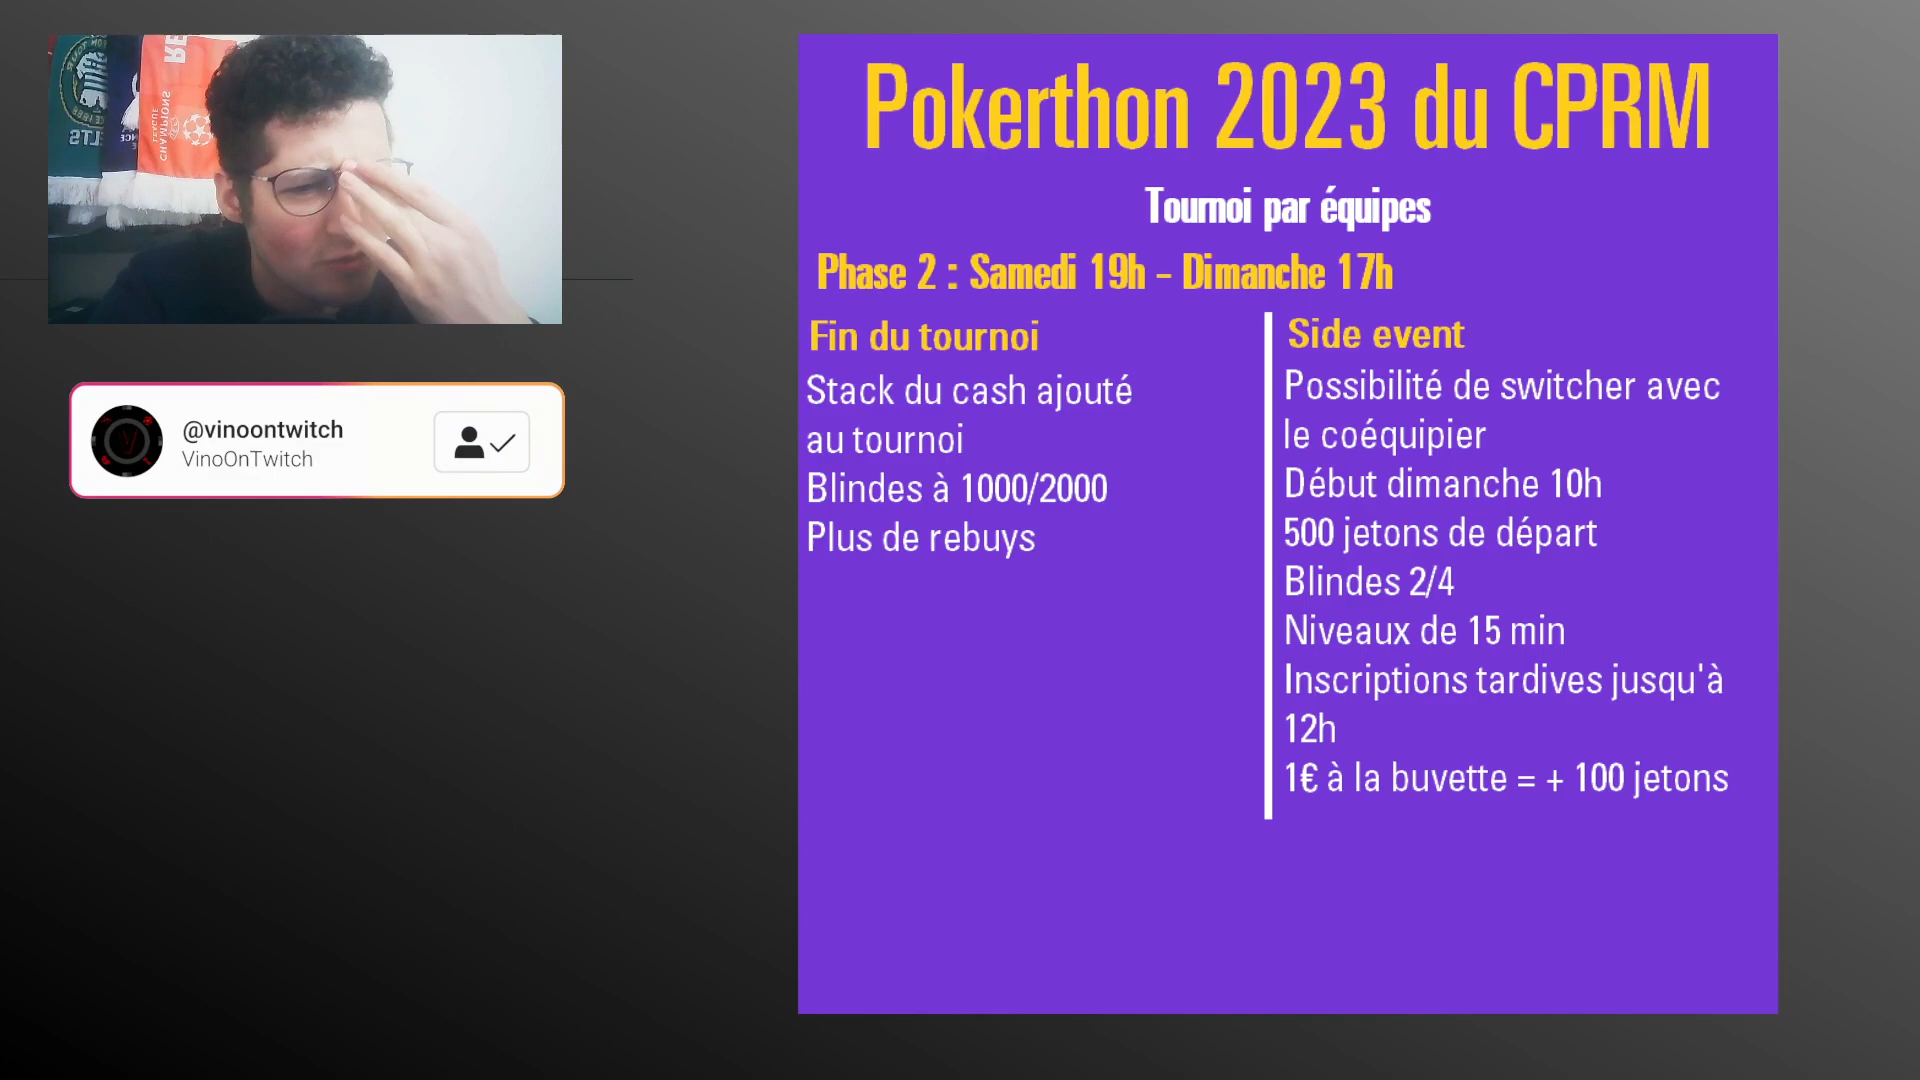 RE
CHAMPIONS
LEAGUE
@vinoontwitch
VinoOnTwitch
Pokerthon 2023 du CPRM
Tournoi par équipes
Phase 2 : Samedi 19h - Dimanche 17h
Fin du tournoi
Stack du cash ajouté
au tournoi
Blindes à 1000/2000
Plus de rebuys
Side event
Possibilité de switcher avec
le coéquipier
Début dimanche 10h
500 jetons de départ
Blindes 2/4
Niveaux de 15 min
Inscriptions tardives jusqu'à
12h
1€ à la buvette = + 100 jetons